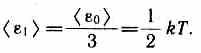 ⟨ε₁⟩ = ⟨ε₀⟩/3 = 1/2 kT.